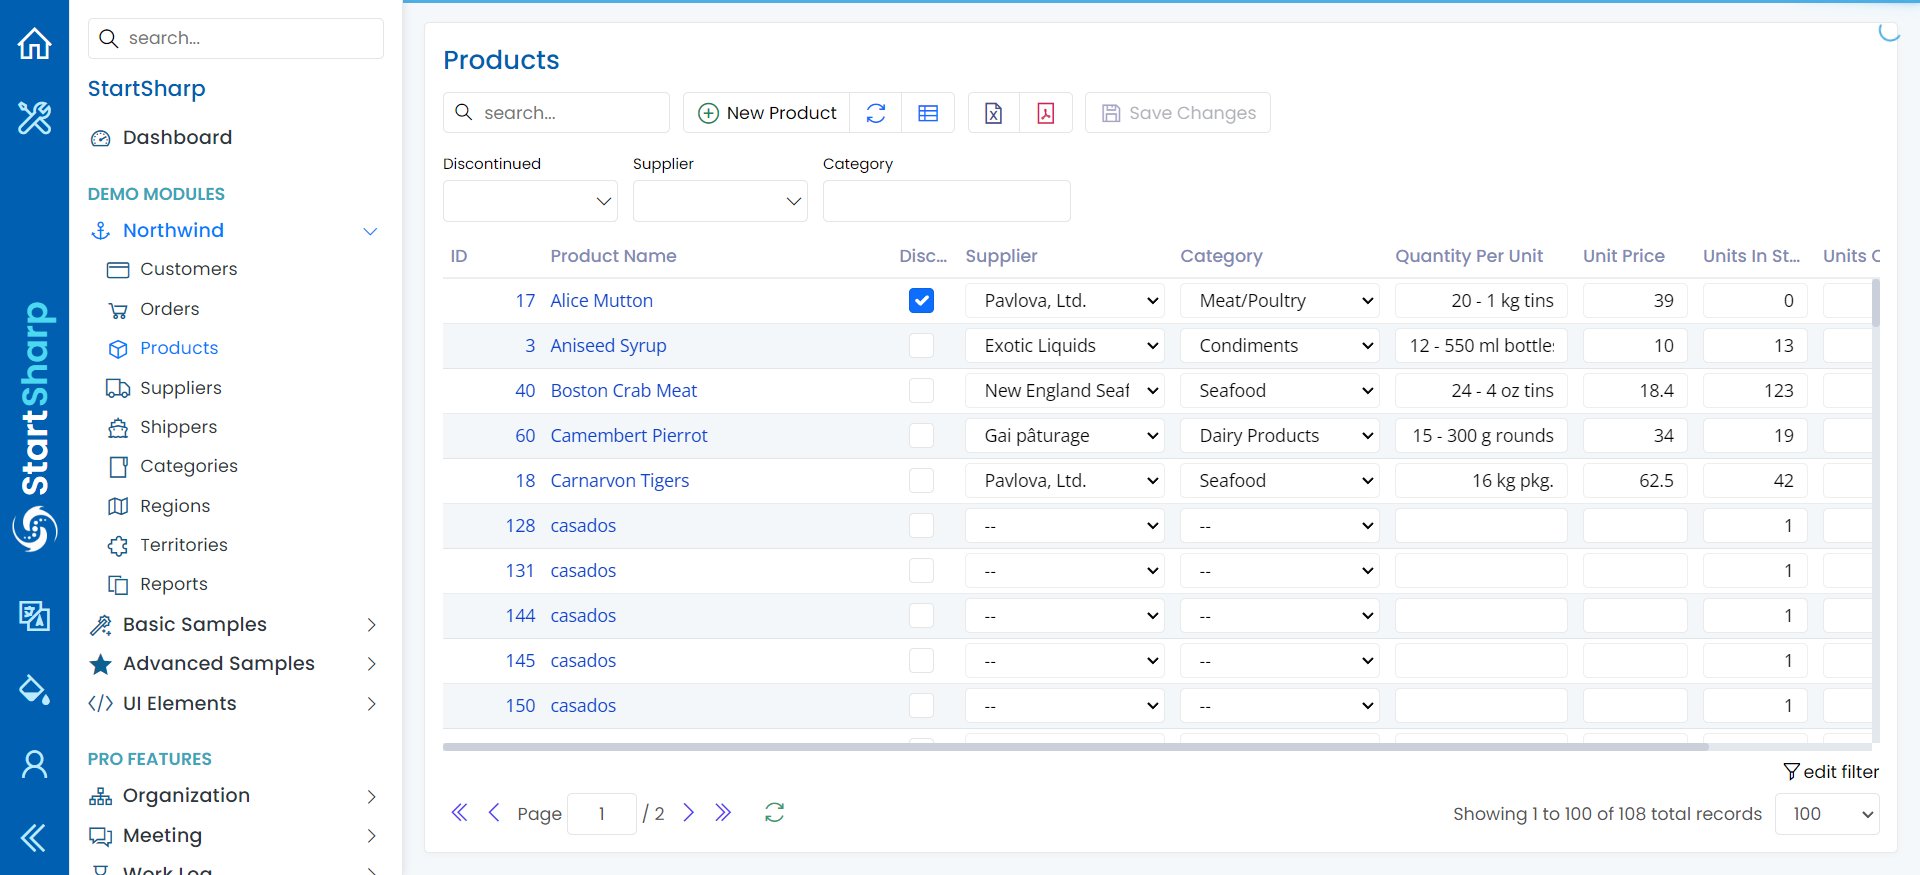 StartSharp
search...
StartSharp
Dashboard
DEMO MODULES
Northwind
Customers
Orders
Products
Suppliers
Shippers
Categories
Regions
Territories
Reports
Basic Samples
Advanced Samples
UI Elements
PRO FEATURES
Organization
Meeting
Work Log
Products
search...
New Product
Save Changes
Discontinued Supplier Category
ID Product Name Disc... Supplier Category Quantity Per Unit Unit Price Units In St... Units O
17 Alice Mutton Pavlova, Ltd. Meat/Poultry 20 - 1 kg tins 39 0
3 Aniseed Syrup Exotic Liquids Condiments 12 - 550 ml bottles 10 13
40 Boston Crab Meat New England Seaf Seafood 24 - 4 oz tins 18.4 123
60 Camembert Pierrot Gai pâturage Dairy Products 15 - 300 g rounds 34 19
18 Carnarvon Tigers Pavlova, Ltd. Seafood 16 kg pkg. 62.5 42
128 casados -- -- 1
131 casados -- -- 1
144 casados -- -- 1
145 casados -- -- 1
150 casados -- -- 1
edit filter
Page 1 / 2
Showing 1 to 100 of 108 total records 100